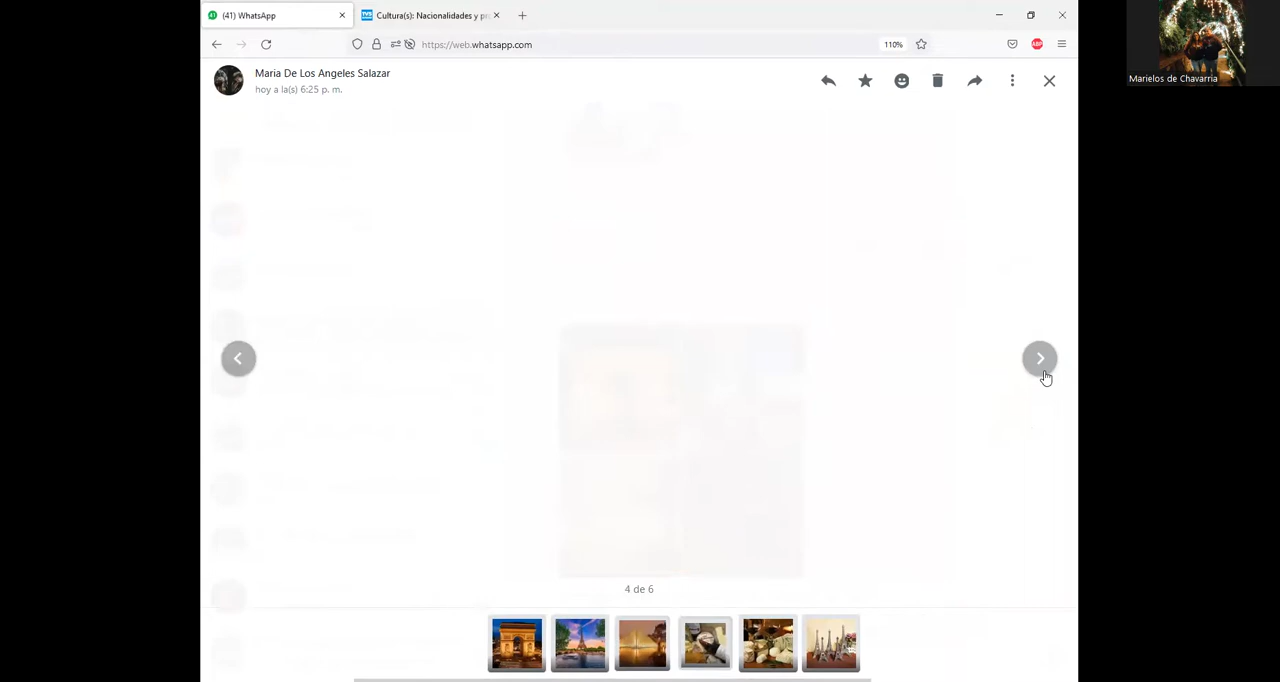 (41) WhatsApp
Cultura(s): Nacionalidades y pr
https://web.whatsapp.com
110%
ABP
Maria De Los Angeles Salazar
hoy a la(s) 6:25 p. m.
4 de 6
Marielos de Chavarria